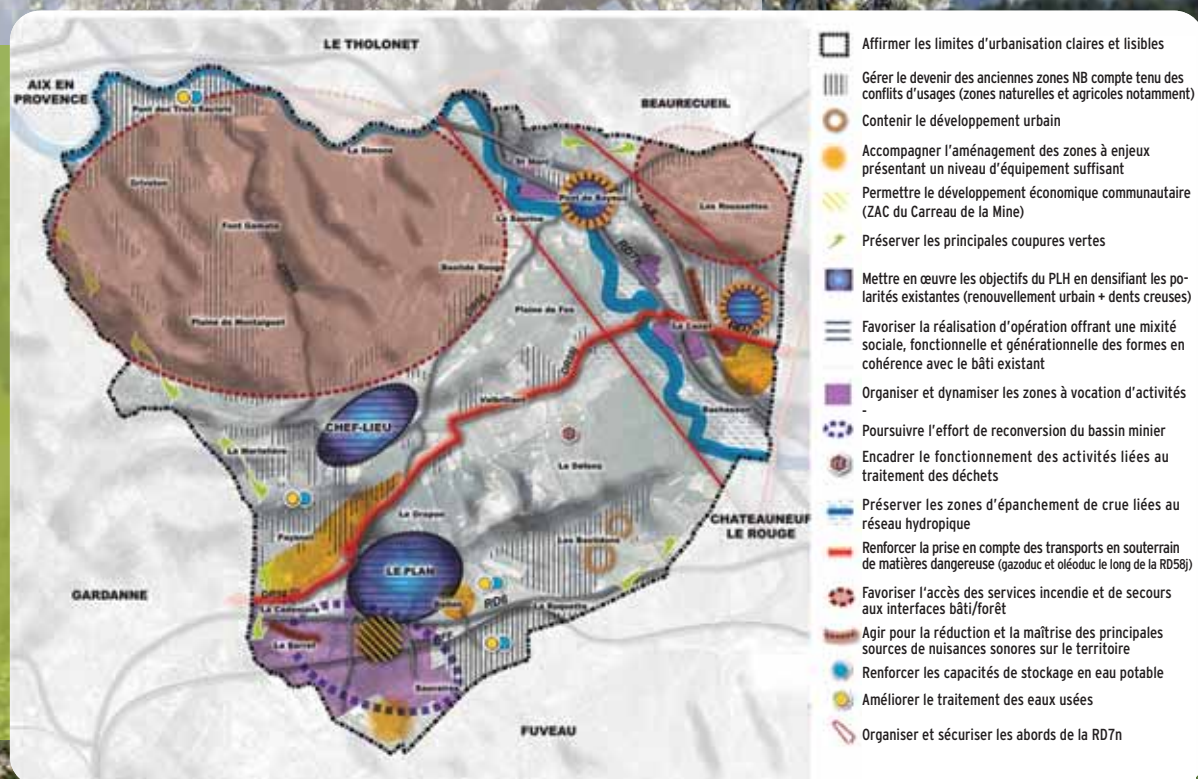 LE THOLONET
AIX EN
PROVENCE
BEAURECUEIL
Pont des Trois Sautets
La Simone
St Marc
Grivoton
Pont de Bayeux
Les Roussettes
La Sourine
Font Gamate
Bastide Rouge
RD7n
Plaine de Fos
Plaine de Montaiguet
Valbrillant
CHEF-LIEU
Bachasson
CHATEAUNEUF
LE ROUGE
Le Défens
Les Bastidons
GARDANNE
LE PLAN
RD6
La Roquette
FUVEAU
Affirmer les limites d'urbanisation claires et lisibles
Gérer le devenir des anciennes zones NB compte tenu des
conflits d'usages (zones naturelles et agricoles notamment)
Contenir le développement urbain
Accompagner l'aménagement des zones à enjeux
présentant un niveau d'équipement suffisant
Permettre le développement économique communautaire
(ZAC du Carreau de la Mine)
Préserver les principales coupures vertes
Mettre en œuvre les objectifs du PLH en densifiant les po-
larités existantes (renouvellement urbain + dents creuses)
Favoriser la réalisation d'opération offrant une mixité
sociale, fonctionnelle et générationnelle des formes en
cohérence avec le bâti existant
Organiser et dynamiser les zones à vocation d'activités
-
Poursuivre l'effort de reconversion du bassin minier
Encadrer le fonctionnement des activités liées au
traitement des déchets
Préserver les zones d'épanchement de crue liées au
réseau hydropique
Renforcer la prise en compte des transports en souterrain
de matières dangereuse (gazoduc et oléoduc le long de la RD58j)
Favoriser l'accès des services incendie et de secours
aux interfaces bâti/forêt
Agir pour la réduction et la maîtrise des principales
sources de nuisances sonores sur le territoire
Renforcer les capacités de stockage en eau potable
Améliorer le traitement des eaux usées
Organiser et sécuriser les abords de la RD7n